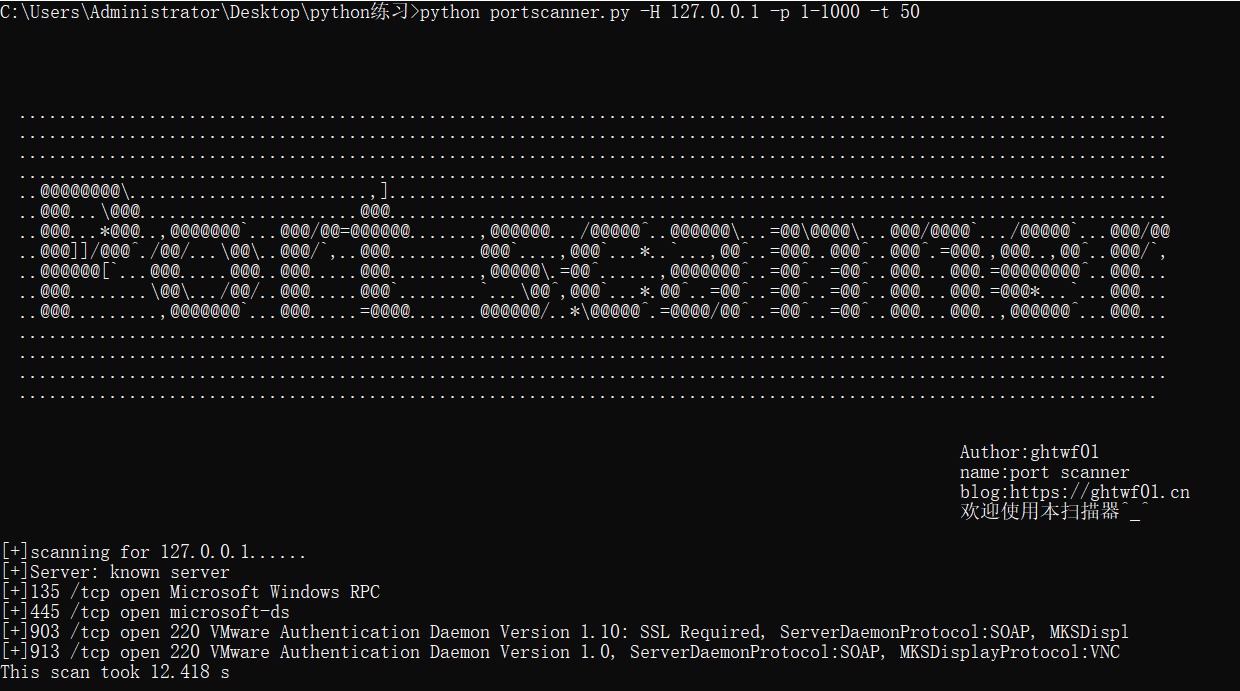 C:\Users\Administrator\Desktop\python练习>python portscanner.py -H 127.0.0.1 -p 1-1000 -t 50
Port Scanner
Author:ghtwf01
name:port scanner
blog:https://ghtwf01.cn
欢迎使用本扫描器^_^
[+]scanning for 127.0.0.1......
[+]Server: known server
[+]135 /tcp open Microsoft Windows RPC
[+]445 /tcp open microsoft-ds
[+]903 /tcp open 220 VMware Authentication Daemon Version 1.10: SSL Required, ServerDaemonProtocol:SOAP, MKSDispl
[+]913 /tcp open 220 VMware Authentication Daemon Version 1.0, ServerDaemonProtocol:SOAP, MKSDisplayProtocol:VNC
This scan took 12.418 s